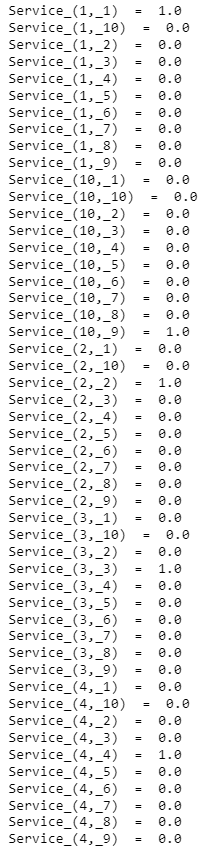 Service_(1,_1)  =  1.0
Service_(1,_10)  =  0.0
Service_(1,_2)  =  0.0
Service_(1,_3)  =  0.0
Service_(1,_4)  =  0.0
Service_(1,_5)  =  0.0
Service_(1,_6)  =  0.0
Service_(1,_7)  =  0.0
Service_(1,_8)  =  0.0
Service_(1,_9)  =  0.0
Service_(10,_1)  =  0.0
Service_(10,_10)  =  0.0
Service_(10,_2)  =  0.0
Service_(10,_3)  =  0.0
Service_(10,_4)  =  0.0
Service_(10,_5)  =  0.0
Service_(10,_6)  =  0.0
Service_(10,_7)  =  0.0
Service_(10,_8)  =  0.0
Service_(10,_9)  =  1.0
Service_(2,_1)  =  0.0
Service_(2,_10)  =  0.0
Service_(2,_2)  =  1.0
Service_(2,_3)  =  0.0
Service_(2,_4)  =  0.0
Service_(2,_5)  =  0.0
Service_(2,_6)  =  0.0
Service_(2,_7)  =  0.0
Service_(2,_8)  =  0.0
Service_(2,_9)  =  0.0
Service_(3,_1)  =  0.0
Service_(3,_10)  =  0.0
Service_(3,_2)  =  0.0
Service_(3,_3)  =  1.0
Service_(3,_4)  =  0.0
Service_(3,_5)  =  0.0
Service_(3,_6)  =  0.0
Service_(3,_7)  =  0.0
Service_(3,_8)  =  0.0
Service_(3,_9)  =  0.0
Service_(4,_1)  =  0.0
Service_(4,_10)  =  0.0
Service_(4,_2)  =  0.0
Service_(4,_3)  =  0.0
Service_(4,_4)  =  1.0
Service_(4,_5)  =  0.0
Service_(4,_6)  =  0.0
Service_(4,_7)  =  0.0
Service_(4,_8)  =  0.0
Service_(4,_9)  =  0.0